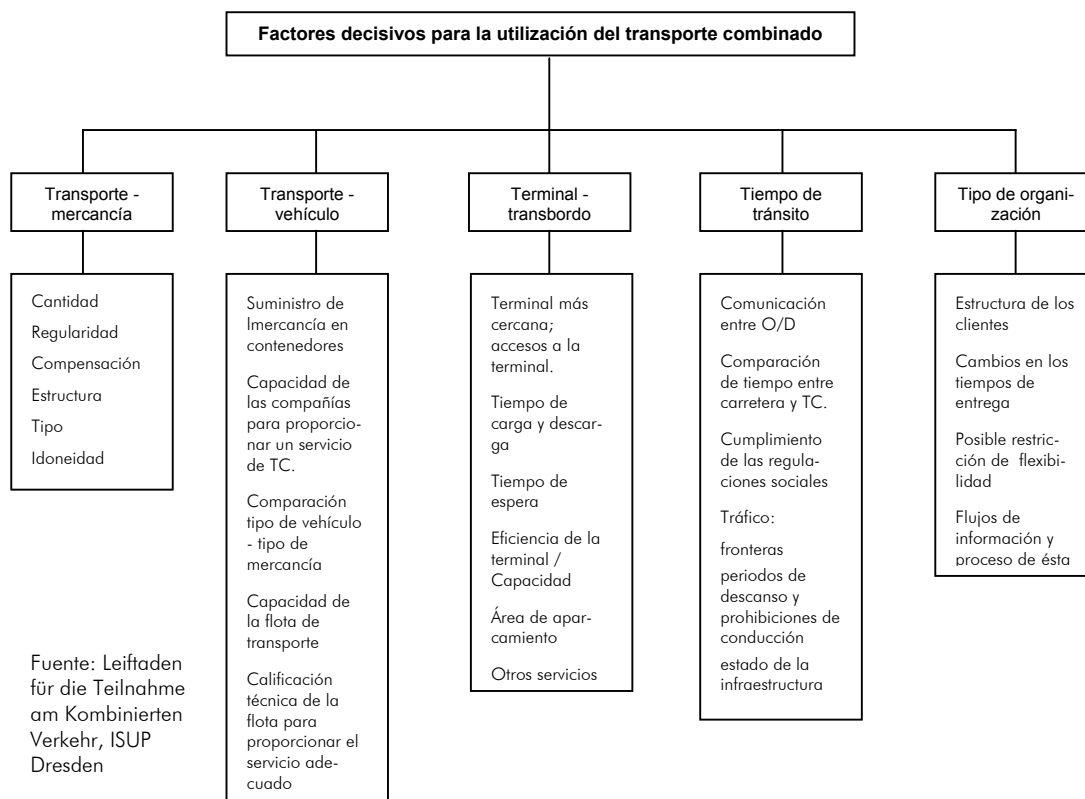 Factores decisivos para la utilización del transporte combinado
Transporte -
mercancía
Transporte -
vehículo
Terminal -
transbordo
Tiempo de
tránsito
Tipo de organi-
zación
Cantidad
Regularidad
Compensación
Estructura
Tipo
Idoneidad
Suministro de
lmercancía en
contenedores
Capacidad de
las compañías
para proporcio-
nar un servicio
de TC.
Comparación
tipo de vehículo
- tipo de
mercancía
Capacidad de
la flota de
transporte
Calificación
técnica de la
flota para
proporcionar el
servicio ade-
cuado
Terminal más
cercana;
accesos a la
terminal.
Tiempo de
carga y descar-
ga
Tiempo de
espera
Eficiencia de la
terminal /
Capacidad
Área de apar-
camiento
Otros servicios
Comunicación
entre O/D
Comparación
de tiempo entre
carretera y TC.
Cumplimiento
de las regula-
ciones sociales
Tráfico:
fronteras
periodos de
descanso y
prohibiciones de
conducción
estado de la
infraestructura
Estructura de los
clientes
Cambios en los
tiempos de
entrega
Posible restric-
ción de flexibi-
lidad
Flujos de
información y
proceso de ésta
Fuente: Leiftaden
für die Teilnahme
am Kombinierten
Verkehr, ISUP
Dresden